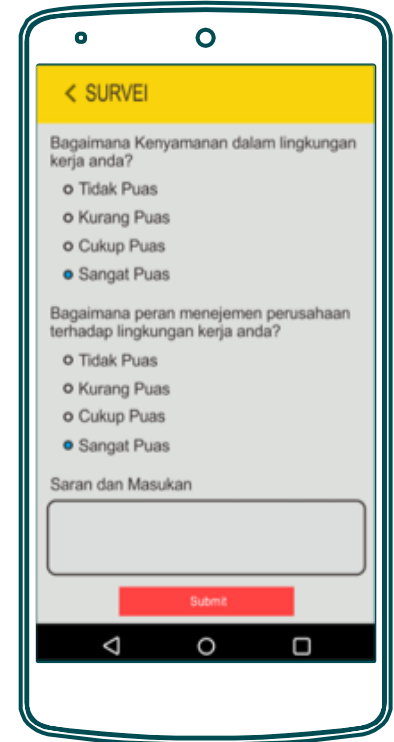 < SURVEI
Bagaimana Kenyamanan dalam lingkungan
kerja anda?
Tidak Puas
Kurang Puas
Cukup Puas
Sangat Puas
Bagaimana peran menejemen perusahaan
terhadap lingkungan kerja anda?
Tidak Puas
Kurang Puas
Cukup Puas
Sangat Puas
Saran dan Masukan
Submit